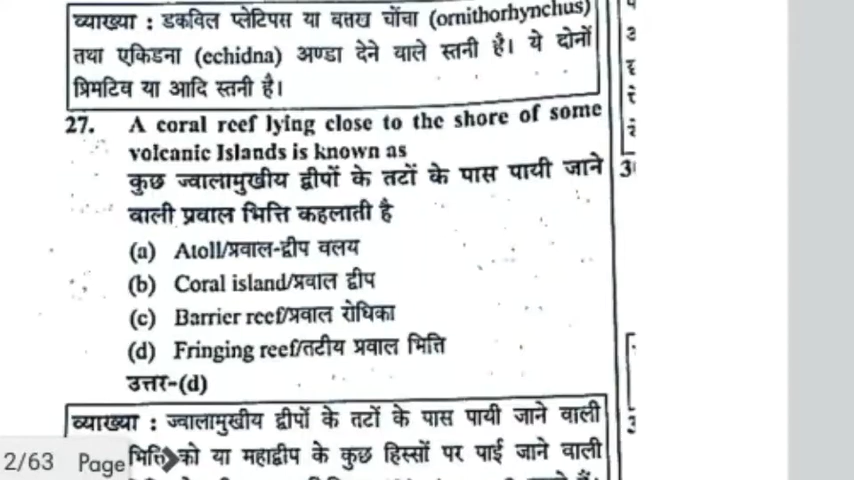 व्याख्या : डकविल प्लेटिपस या बत्तख चोंचा (ornithorhynchus)
तथा एकिडना (echidna) अण्डा देने वाले स्तनी है। ये दोनों
प्रिमटिव या आदि स्तनी है।
27. A coral reef lying close to the shore of some
volcanic Islands is known as
कुछ ज्वालामुखीय द्वीपों के तटों के पास पायी जाने
वाली प्रवाल भित्ति कहलाती है
(a) Atoll/प्रवाल-द्वीप वलय
(b) Coral island/प्रवाल द्वीप
(c) Barrier reef/प्रवाल रोधिका
(d) Fringing reef/तटीय प्रवाल भिति
उत्तर-(d)
व्याख्या : ज्वालामुखीय द्वीपों के तटों के पास पायी जाने वाली
भित्ति को या महाद्वीप के कुछ हिस्सों पर पाई जाने वाली
2/63 Page